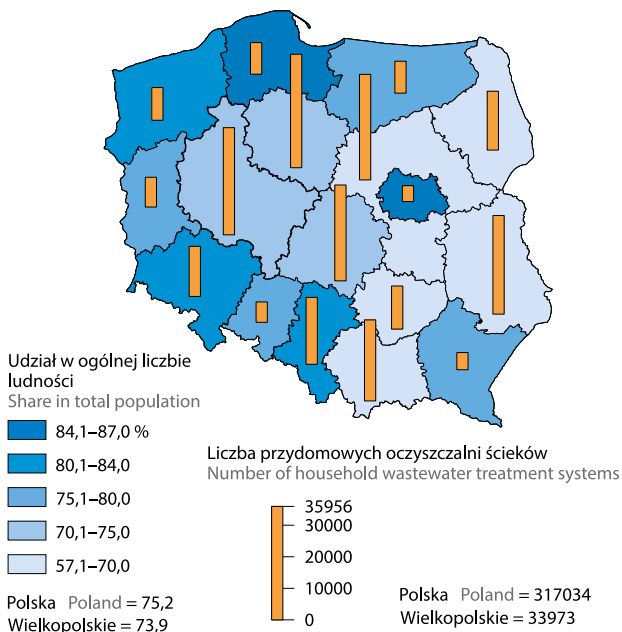 Udział w ogólnej liczbie
ludności
Share in total population
84,1–87,0 %
80,1–84,0
75,1–80,0
70,1–75,0
57,1–70,0
Polska Poland = 75,2
Wielkopolskie = 73,9
Liczba przydomowych oczyszczalni ścieków
Number of household wastewater treatment systems
35956
30000
20000
10000
0
Polska Poland = 317034
Wielkopolskie = 33973